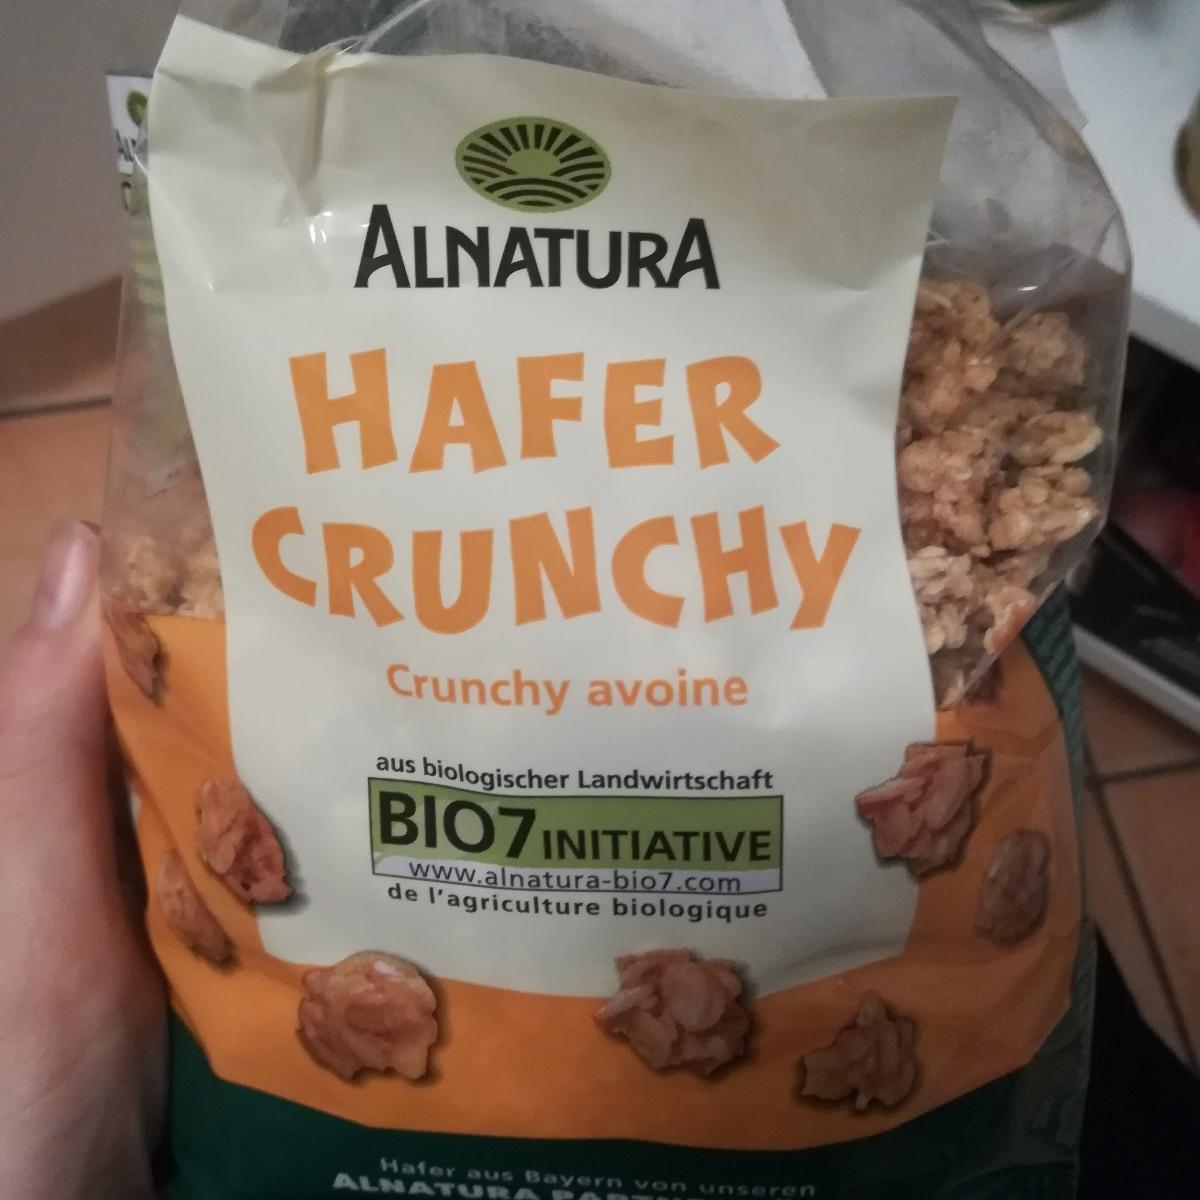 ALNATURA
HAFER
CRUNCHY
Crunchy avoine
aus biologischer Landwirtschaft
BIO7 INITIATIVE
www.alnatura-bio7.com
de l'agriculture biologique
Hafer aus Bayern von unseren
ALNATURA